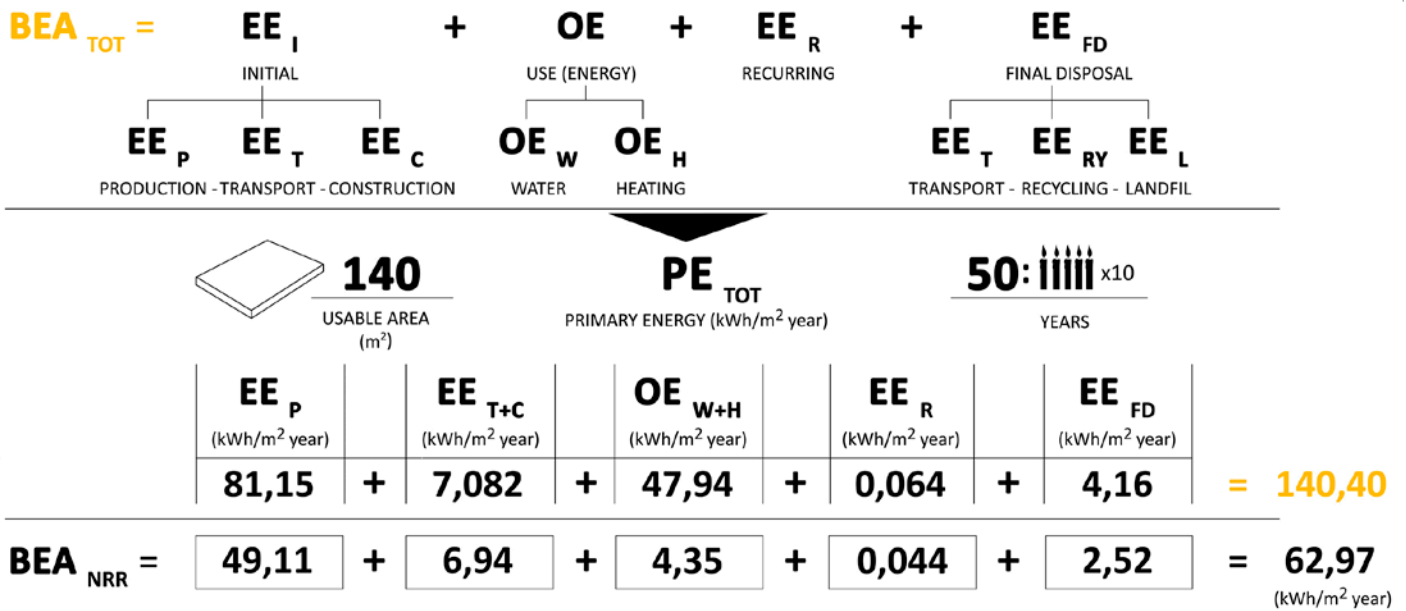 BEA TOT = EE I + OE + EE R + EE FD
INITIAL USE (ENERGY) RECURRING FINAL DISPOSAL
EE P EE T EE C OE W OE H EE T EE RY EE L
PRODUCTION - TRANSPORT - CONSTRUCTION WATER HEATING TRANSPORT - RECYCLING - LANDFIL
140 PE TOT 50: x10
USABLE AREA PRIMARY ENERGY (kWh/m² year) YEARS
(m²)
EE P EE T+C OE W+H EE R EE FD
(kWh/m² year) (kWh/m² year) (kWh/m² year) (kWh/m² year) (kWh/m² year)
81,15 + 7,082 + 47,94 + 0,064 + 4,16 = 140,40
BEA NRR = 49,11 + 6,94 + 4,35 + 0,044 + 2,52 = 62,97
(kWh/m² year)